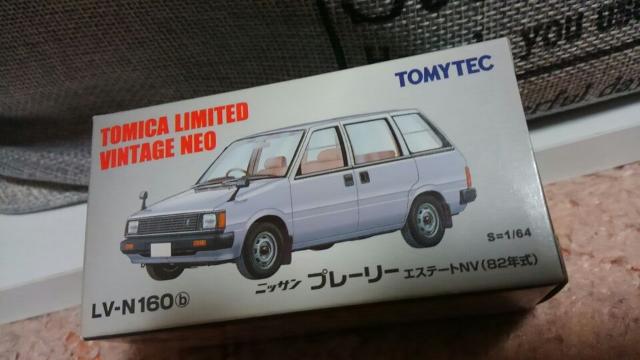 you
TOMYTEC
TOMICA LIMITED
VINTAGE NEO
S=1/64
ニッサン プレーリー エステートNV(82年式)
LV-N160ⓑ